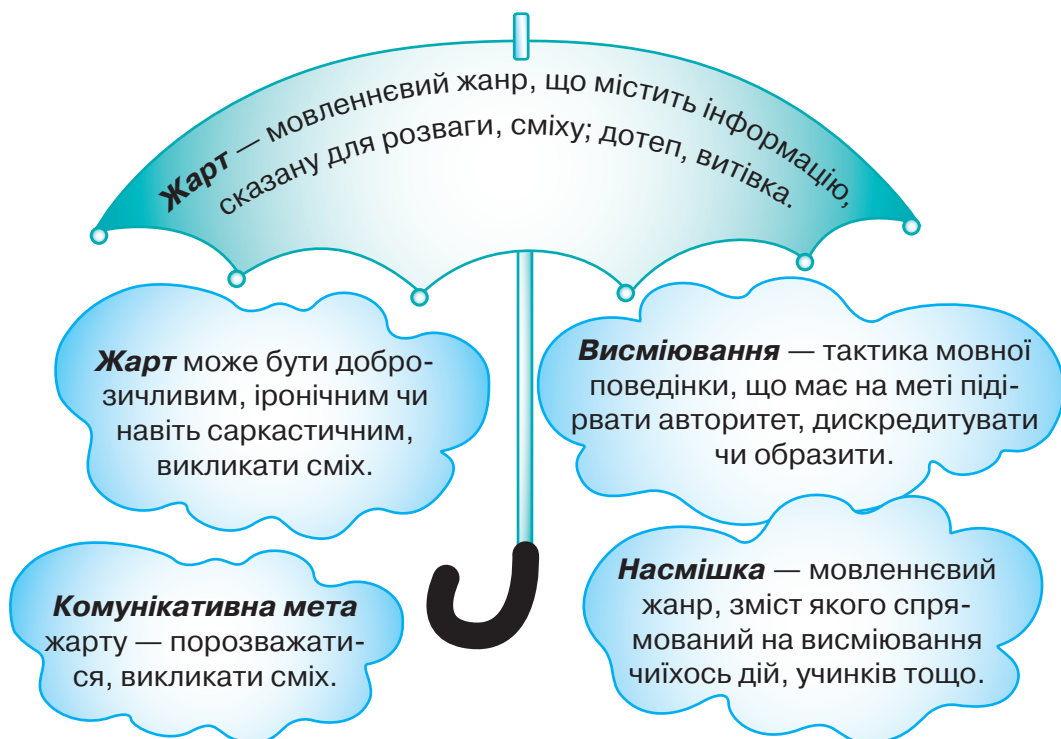 Жарт — мовленнєвий жанр, що містить інформацію,
сказану для розваги, сміху; дотеп, витівка.
Жарт може бути добро-
зичливим, іронічним чи
навіть саркастичним,
викликати сміх.
Висміювання — тактика мовної
поведінки, що має на меті піді-
рвати авторитет, дискредитувати
чи образити.
Комунікативна мета
жарту — порозважати-
ся, викликати сміх.
Насмішка — мовленнєвий
жанр, зміст якого спря-
мований на висміювання
чиїхось дій, учинків тощо.